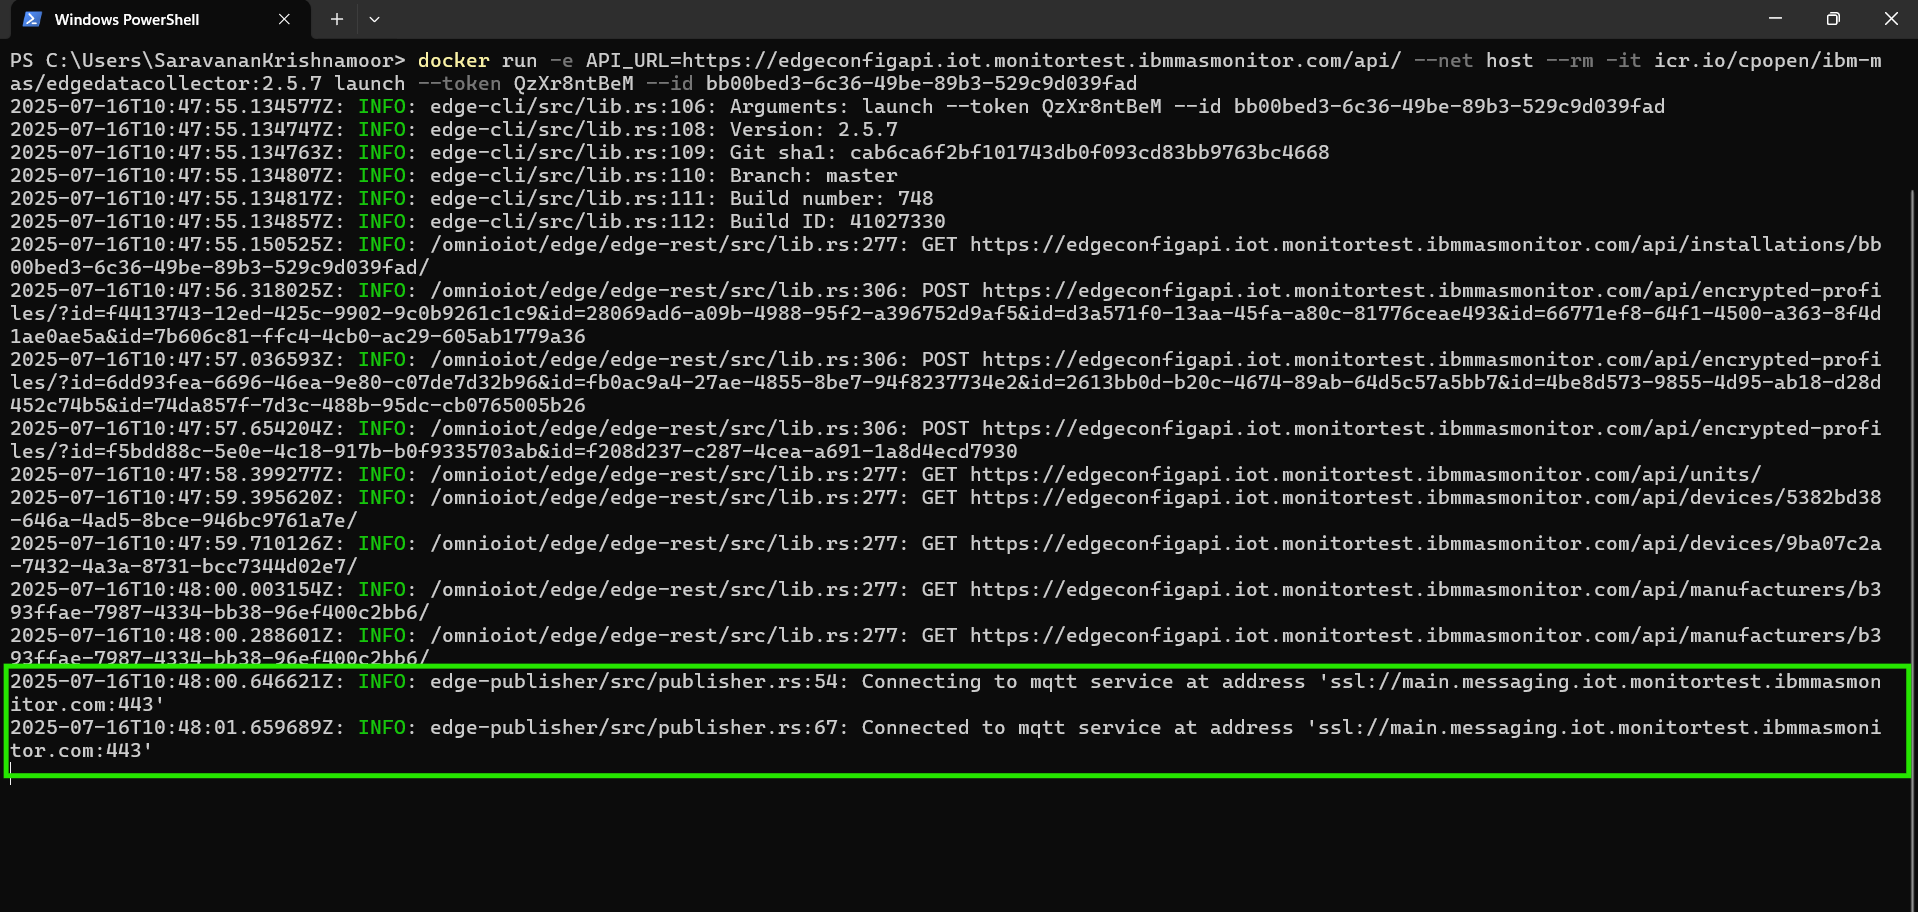 Windows PowerShell
PS C:\Users\SaravananKrishnamoor> docker run -e API_URL=https://edgeconfigapi.iot.monitortest.ibmmasmonitor.com/api/ --net host --rm -it icr.io/cpopen/ibm-m
as/edgedatacollector:2.5.7 launch --token QzXr8ntBeM --id bb00bed3-6c36-49be-89b3-529c9d039fad
2025-07-16T10:47:55.134577Z: INFO: edge-cli/src/lib.rs:106: Arguments: launch --token QzXr8ntBeM --id bb00bed3-6c36-49be-89b3-529c9d039fad
2025-07-16T10:47:55.134747Z: INFO: edge-cli/src/lib.rs:108: Version: 2.5.7
2025-07-16T10:47:55.134763Z: INFO: edge-cli/src/lib.rs:109: Git sha1: cab6ca6f2bf101743db0f093cd83bb9763bc4668
2025-07-16T10:47:55.134807Z: INFO: edge-cli/src/lib.rs:110: Branch: master
2025-07-16T10:47:55.134817Z: INFO: edge-cli/src/lib.rs:111: Build number: 748
2025-07-16T10:47:55.134857Z: INFO: edge-cli/src/lib.rs:112: Build ID: 41027330
2025-07-16T10:47:55.150525Z: INFO: /omnioiot/edge/edge-rest/src/lib.rs:277: GET https://edgeconfigapi.iot.monitortest.ibmmasmonitor.com/api/installations/bb
00bed3-6c36-49be-89b3-529c9d039fad/
2025-07-16T10:47:56.318025Z: INFO: /omnioiot/edge/edge-rest/src/lib.rs:306: POST https://edgeconfigapi.iot.monitortest.ibmmasmonitor.com/api/encrypted-profi
les/?id=f4413743-12ed-425c-9902-9c0b9261c1c9&id=28069ad6-a09b-4988-95f2-a396752d9af5&id=d3a571f0-13aa-45fa-a80c-81776ceae493&id=66771ef8-64f1-4500-a363-8f4d
1ae0ae5a&id=7b606c81-ffc4-4cb0-ac29-605ab1779a36
2025-07-16T10:47:57.036593Z: INFO: /omnioiot/edge/edge-rest/src/lib.rs:306: POST https://edgeconfigapi.iot.monitortest.ibmmasmonitor.com/api/encrypted-profi
les/?id=6dd93fea-6696-46ea-9e80-c07de7d32b96&id=fb0ac9a4-27ae-4855-8be7-94f8237734e2&id=2613bb0d-b20c-4674-89ab-64d5c57a5bb7&id=4be8d573-9855-4d95-ab18-d28d
452c74b5&id=74da857f-7d3c-488b-95dc-cb0765005b26
2025-07-16T10:47:57.654204Z: INFO: /omnioiot/edge/edge-rest/src/lib.rs:306: POST https://edgeconfigapi.iot.monitortest.ibmmasmonitor.com/api/encrypted-profi
les/?id=f5bdd88c-5e0e-4c18-917b-b0f9335703ab&id=f208d237-c287-4cea-a691-1a8d4ecd7930
2025-07-16T10:47:58.399277Z: INFO: /omnioiot/edge/edge-rest/src/lib.rs:277: GET https://edgeconfigapi.iot.monitortest.ibmmasmonitor.com/api/units/
2025-07-16T10:47:59.395620Z: INFO: /omnioiot/edge/edge-rest/src/lib.rs:277: GET https://edgeconfigapi.iot.monitortest.ibmmasmonitor.com/api/devices/5382bd38
-646a-4ad5-8bce-946bc9761a7e/
2025-07-16T10:47:59.710126Z: INFO: /omnioiot/edge/edge-rest/src/lib.rs:277: GET https://edgeconfigapi.iot.monitortest.ibmmasmonitor.com/api/devices/9ba07c2a
-7432-4a3a-8731-bcc7344d02e7/
2025-07-16T10:48:00.003154Z: INFO: /omnioiot/edge/edge-rest/src/lib.rs:277: GET https://edgeconfigapi.iot.monitortest.ibmmasmonitor.com/api/manufacturers/b3
93ffae-7987-4334-bb38-96ef400c2bb6/
2025-07-16T10:48:00.288601Z: INFO: /omnioiot/edge/edge-rest/src/lib.rs:277: GET https://edgeconfigapi.iot.monitortest.ibmmasmonitor.com/api/manufacturers/b3
93ffae-7987-4334-bb38-96ef400c2bb6/
2025-07-16T10:48:00.646621Z: INFO: edge-publisher/src/publisher.rs:54: Connecting to mqtt service at address 'ssl://main.messaging.iot.monitortest.ibmmasmon
itor.com:443'
2025-07-16T10:48:01.659689Z: INFO: edge-publisher/src/publisher.rs:67: Connected to mqtt service at address 'ssl://main.messaging.iot.monitortest.ibmmasmoni
tor.com:443'